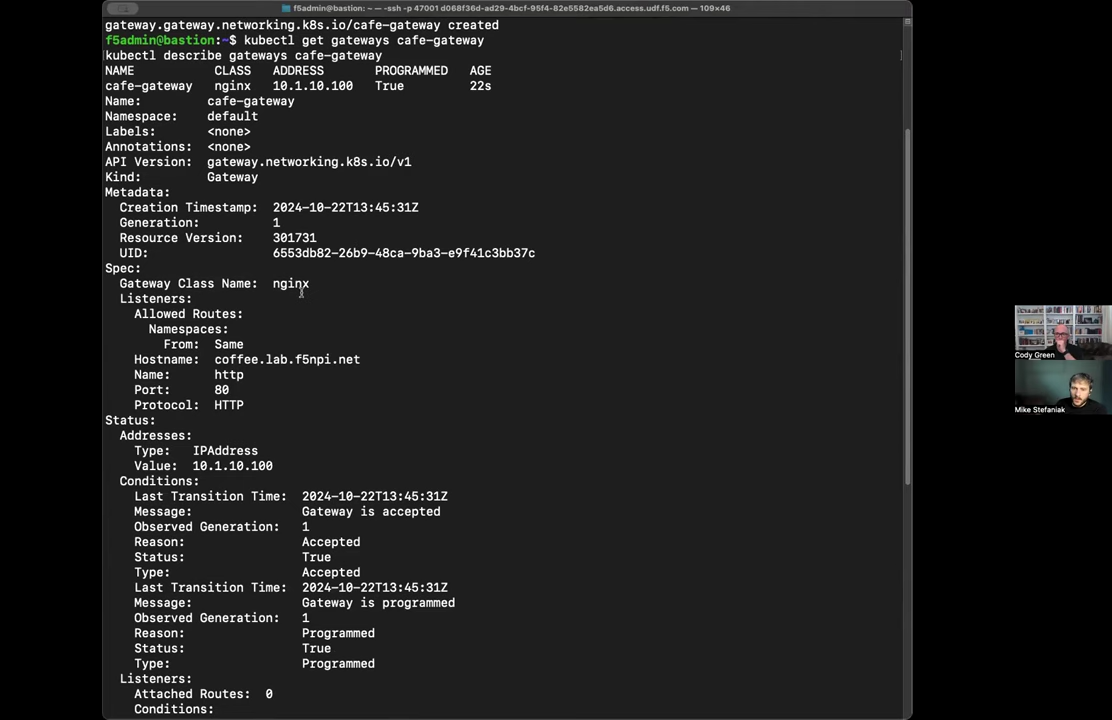 f5admin@bastion: ~ — -ssh -p 47001 d068f36d-ad29-4bcf-95f4-82e5582ea5d6.access.udf.f5.com — 109×46
gateway.gateway.networking.k8s.io/cafe-gateway created
f5admin@bastion:~$ kubectl get gateways cafe-gateway
kubectl describe gateways cafe-gateway
NAME CLASS ADDRESS PROGRAMMED AGE
cafe-gateway nginx 10.1.10.100 True 22s
Name: cafe-gateway
Namespace: default
Labels: <none>
Annotations: <none>
API Version: gateway.networking.k8s.io/v1
Kind: Gateway
Metadata:
Creation Timestamp: 2024-10-22T13:45:31Z
Generation: 1
Resource Version: 301731
UID: 6553db82-26b9-48ca-9ba3-e9f41c3bb37c
Spec:
Gateway Class Name: nginx
Listeners:
Allowed Routes:
Namespaces:
From: Same
Hostname: coffee.lab.f5npi.net
Name: http
Port: 80
Protocol: HTTP
Status:
Addresses:
Type: IPAddress
Value: 10.1.10.100
Conditions:
Last Transition Time: 2024-10-22T13:45:31Z
Message: Gateway is accepted
Observed Generation: 1
Reason: Accepted
Status: True
Type: Accepted
Last Transition Time: 2024-10-22T13:45:31Z
Message: Gateway is programmed
Observed Generation: 1
Reason: Programmed
Status: True
Type: Programmed
Listeners:
Attached Routes: 0
Conditions:
Cody Green
Mike Stefaniak